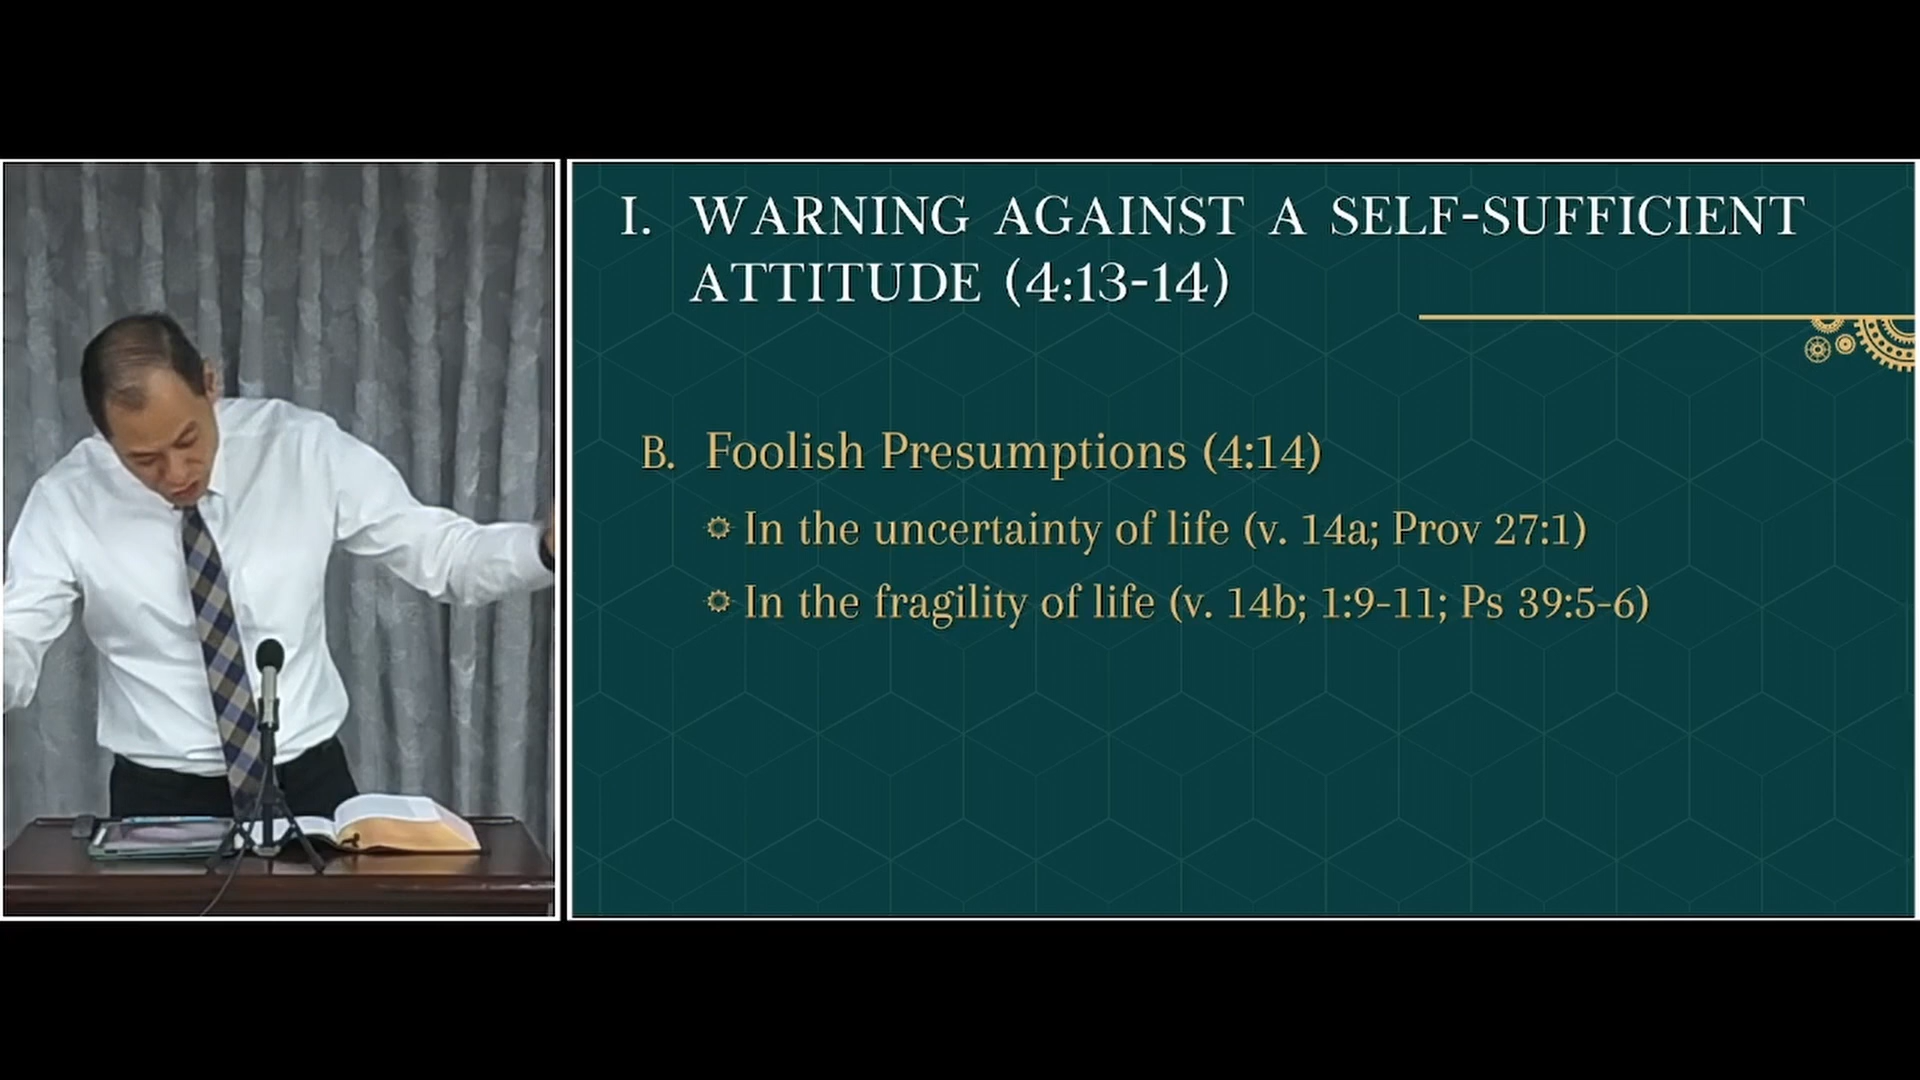 I. WARNING AGAINST A SELF-SUFFICIENT
ATTITUDE (4:13-14)
B. Foolish Presumptions (4:14)
In the uncertainty of life (v. 14a; Prov 27:1)
In the fragility of life (v. 14b; 1:9-11; Ps 39:5-6)